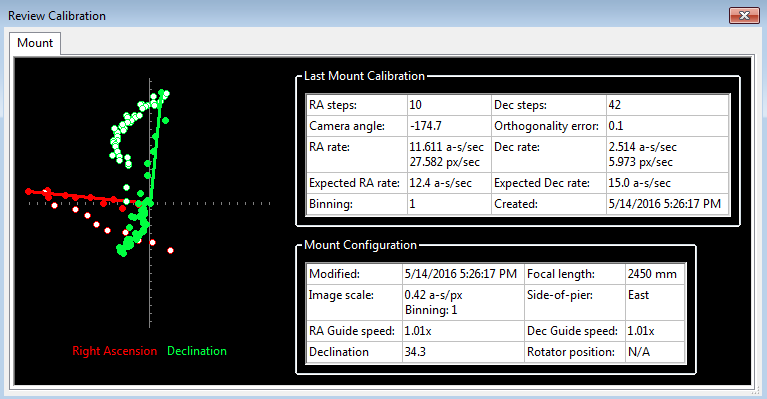 Review Calibration
Mount
Last Mount Calibration
RA steps: 10 Dec steps: 42
Camera angle: -174.7 Orthogonality error: 0.1
RA rate: 11.611 a-s/sec Dec rate: 2.514 a-s/sec
27.582 px/sec 5.973 px/sec
Expected RA rate: 12.4 a-s/sec Expected Dec rate: 15.0 a-s/sec
Binning: 1 Created: 5/14/2016 5:26:17 PM
Mount Configuration
Modified: 5/14/2016 5:26:17 PM Focal length: 2450 mm
Image scale: 0.42 a-s/px Side-of-pier: East
Binning: 1
RA Guide speed: 1.01x Dec Guide speed: 1.01x
Declination 34.3 Rotator position: N/A
Right Ascension Declination